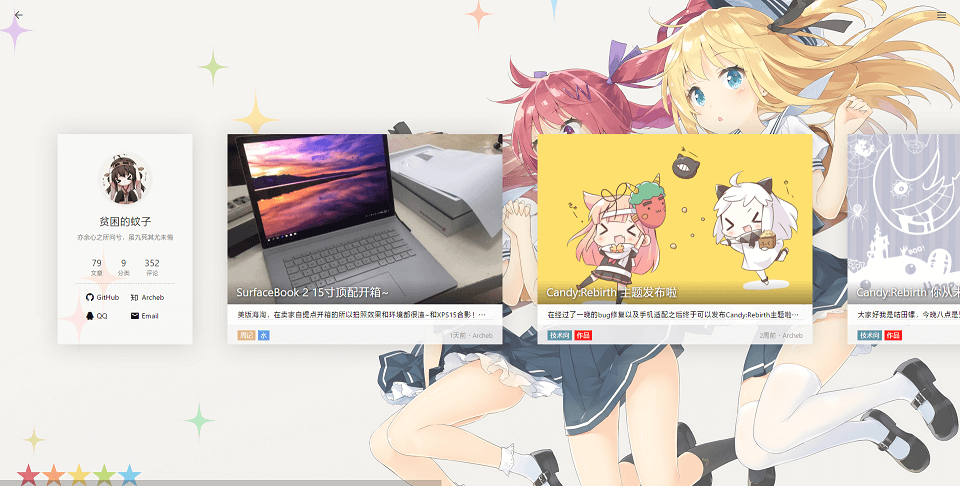 贫困的蚊子
亦余心之所向兮，虽九死其尤未悔
79 9 352
文章 分类 评论
GitHub 知 Archeb
QQ Email
SurfaceBook 2 15寸顶配开箱~
美版海淘，在卖家自提点开箱的所以拍照效果和环境都很渣~和XPS15合影！…
周记 水
1天前 · Archeb
Candy:Rebirth 主题发布啦
在经过了一晚的bug修复以及手机适配之后终于可以发布Candy:Rebirth主题啦…
技术向 作品
2周前 · Archeb
Candy:Rebirth 你从未
大家好我是咕田镖，今晚八点是
技术向 作品